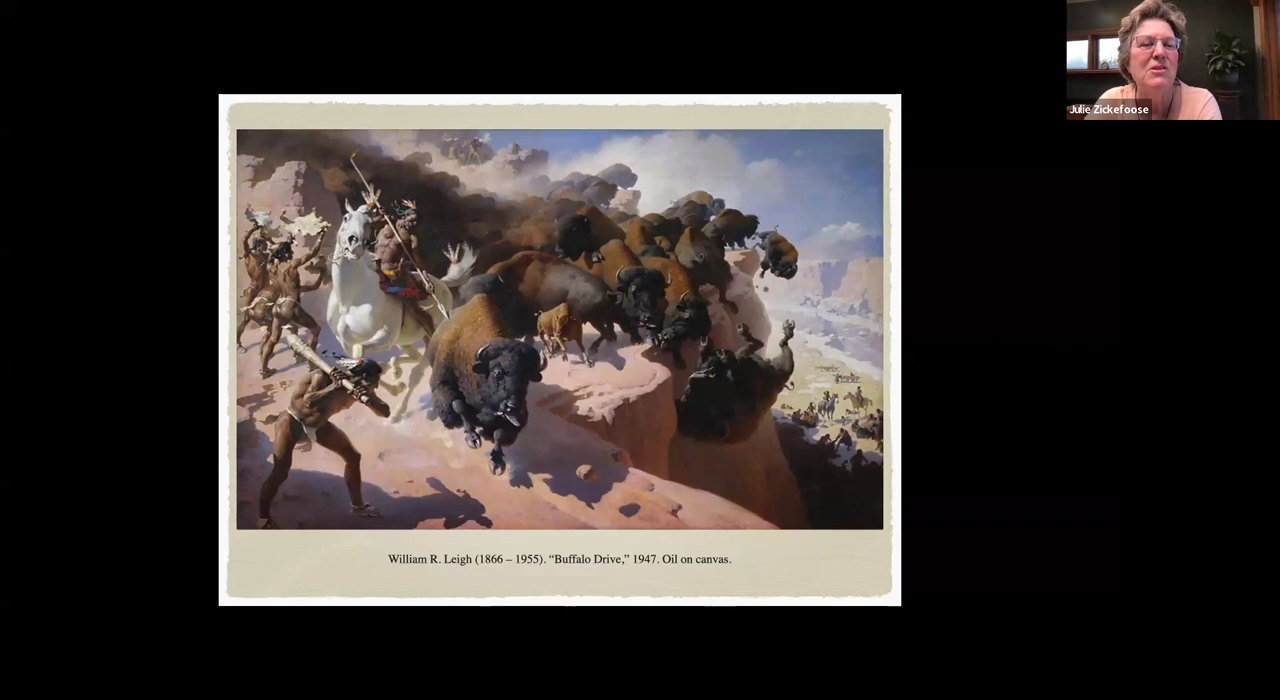 Julie Zickefoose
William R. Leigh (1866 – 1955). “Buffalo Drive,” 1947. Oil on canvas.